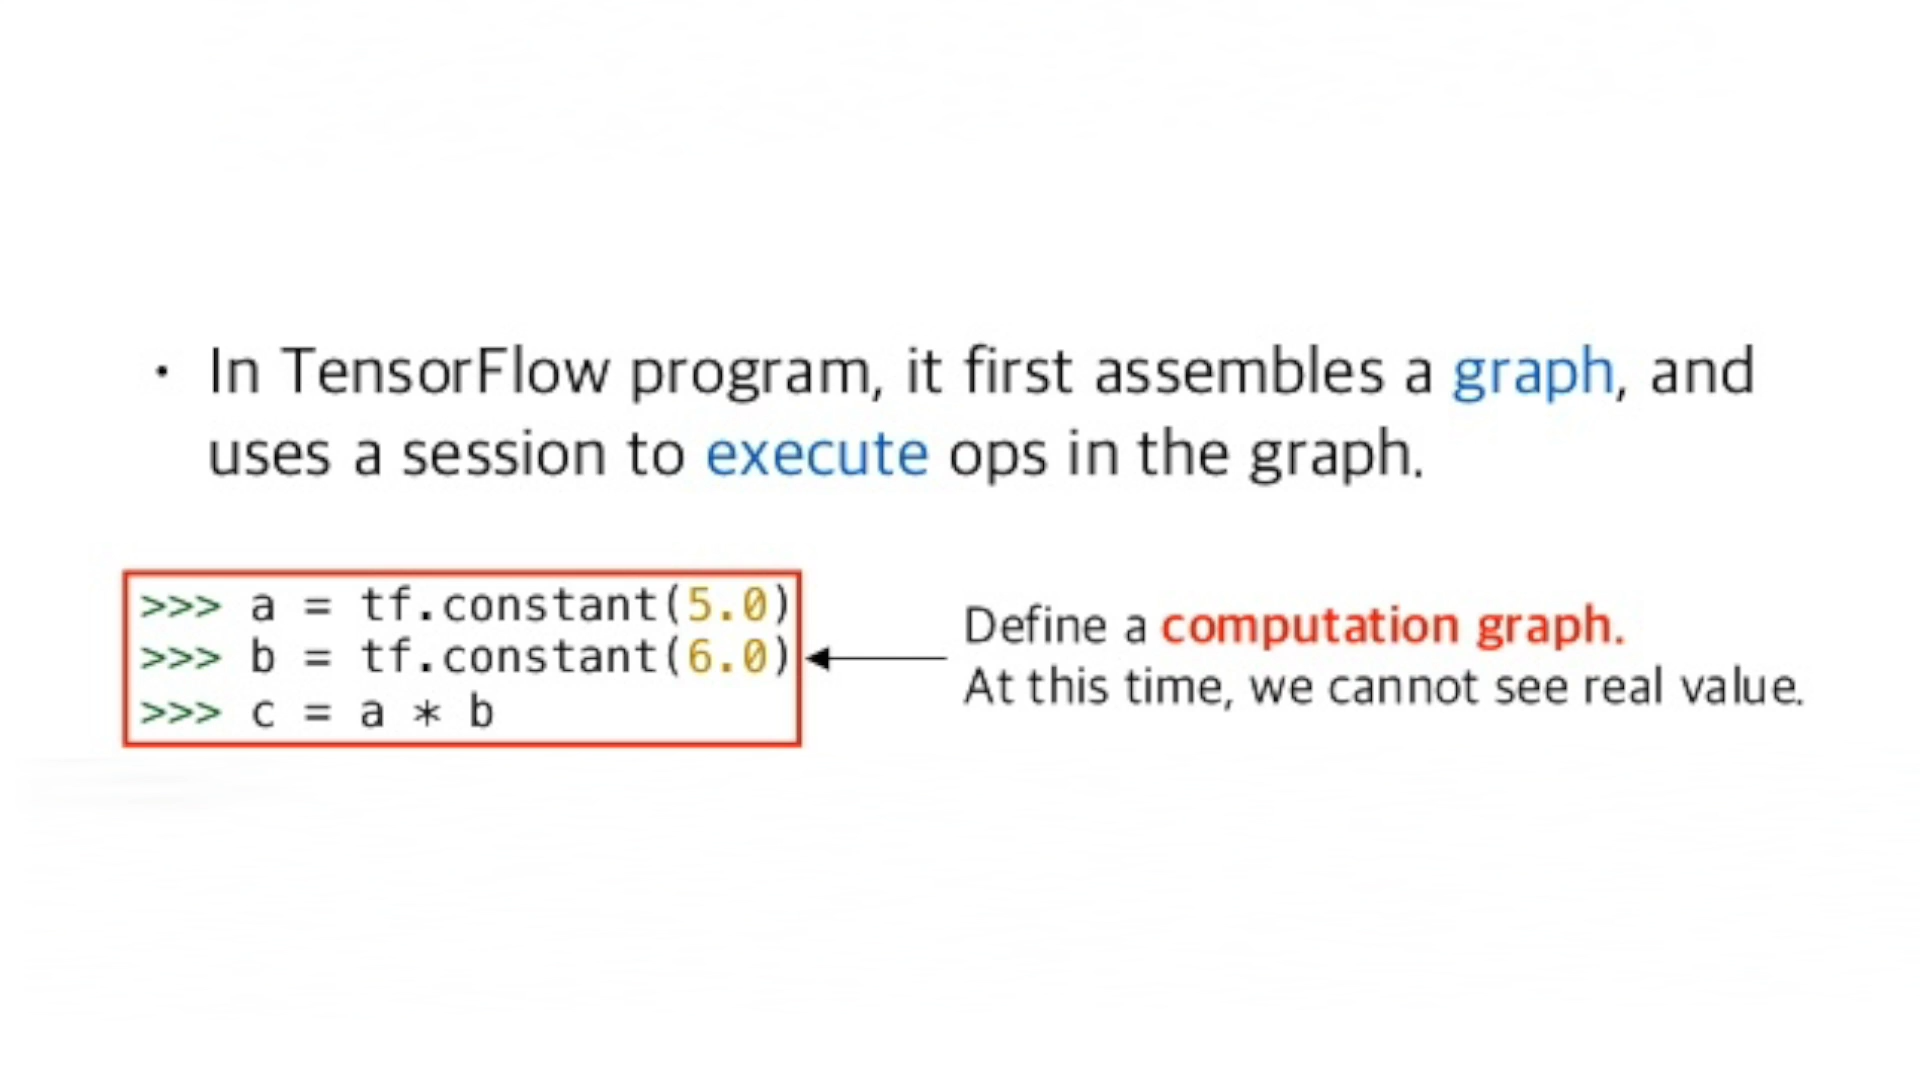 · In TensorFlow program, it first assembles a graph, and
uses a session to execute ops in the graph.
>>> a = tf.constant(5.0)
>>> b = tf.constant(6.0)
>>> c = a * b
Define a computation graph.
At this time, we cannot see real value.